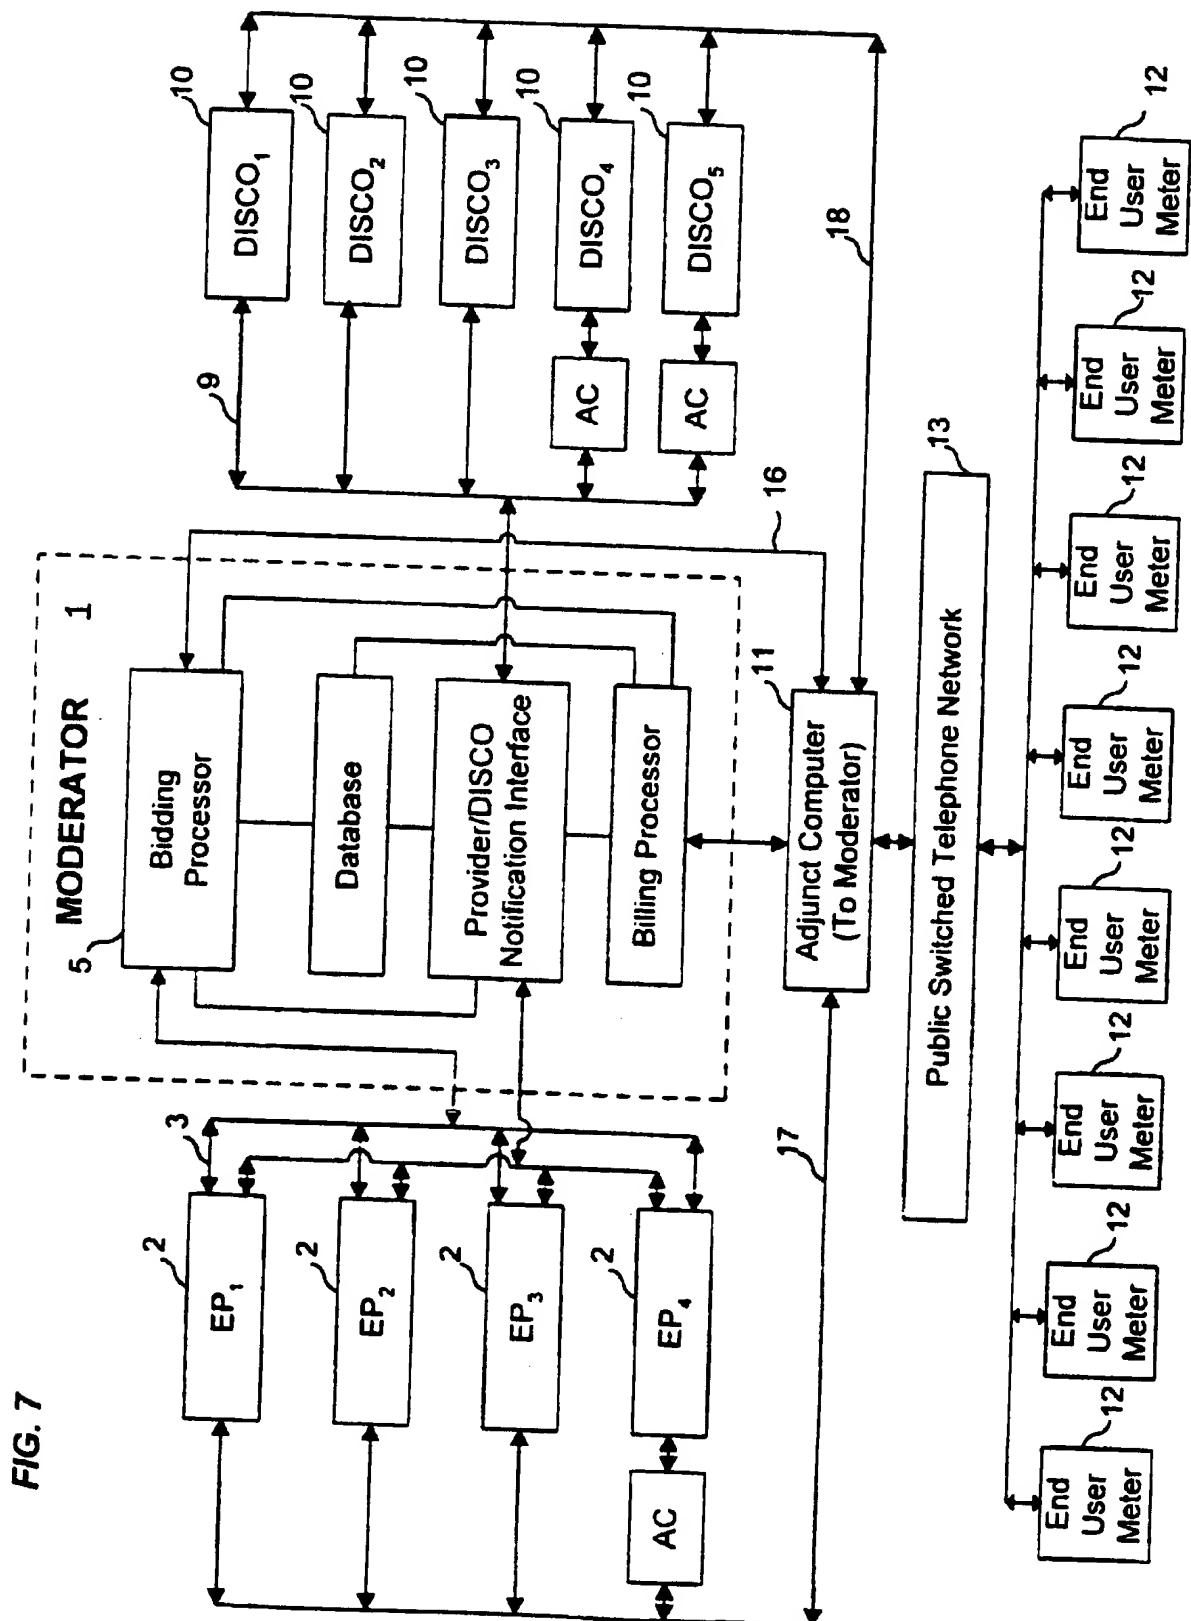 FIG. 7
MODERATOR 1
5
Bidding
Processor
Database
Provider/DISCO
Notification Interface
Billing Processor
3
2
EP1
2
EP2
2
EP3
2
EP4
AC
9
10
DISCO1
10
DISCO2
10
DISCO3
10
DISCO4
AC
10
DISCO5
AC
16
17
11
Adjunct Computer
(To Moderator)
18
13
Public Switched Telephone Network
12
End
User
Meter
12
End
User
Meter
12
End
User
Meter
12
End
User
Meter
12
End
User
Meter
12
End
User
Meter
12
End
User
Meter
12
End
User
Meter